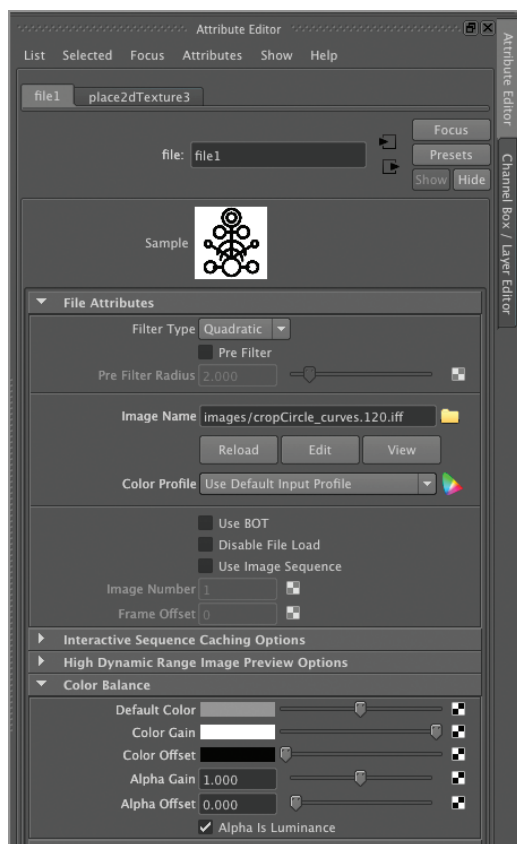 Attribute Editor
List Selected Focus Attributes Show Help
file1 place2dTexture3
file: file1
Focus
Presets
Show Hide
Sample
File Attributes
Filter Type Quadratic
Pre Filter
Pre Filter Radius 2.000
Image Name images/cropCircle_curves.120.iff
Reload Edit View
Color Profile Use Default Input Profile
Use BOT
Disable File Load
Use Image Sequence
Image Number 1
Frame Offset 0
Interactive Sequence Caching Options
High Dynamic Range Image Preview Options
Color Balance
Default Color
Color Gain
Color Offset
Alpha Gain 1.000
Alpha Offset 0.000
Alpha Is Luminance
Attribute Editor
Channel Box / Layer Editor